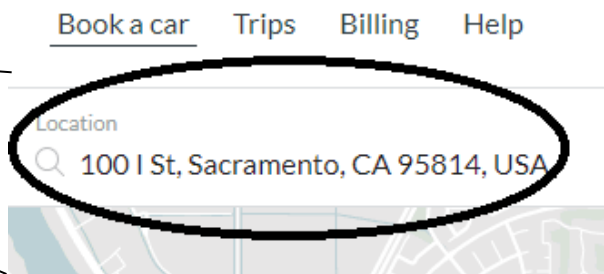 Book a car Trips Billing Help
Location
100 I St, Sacramento, CA 95814, USA